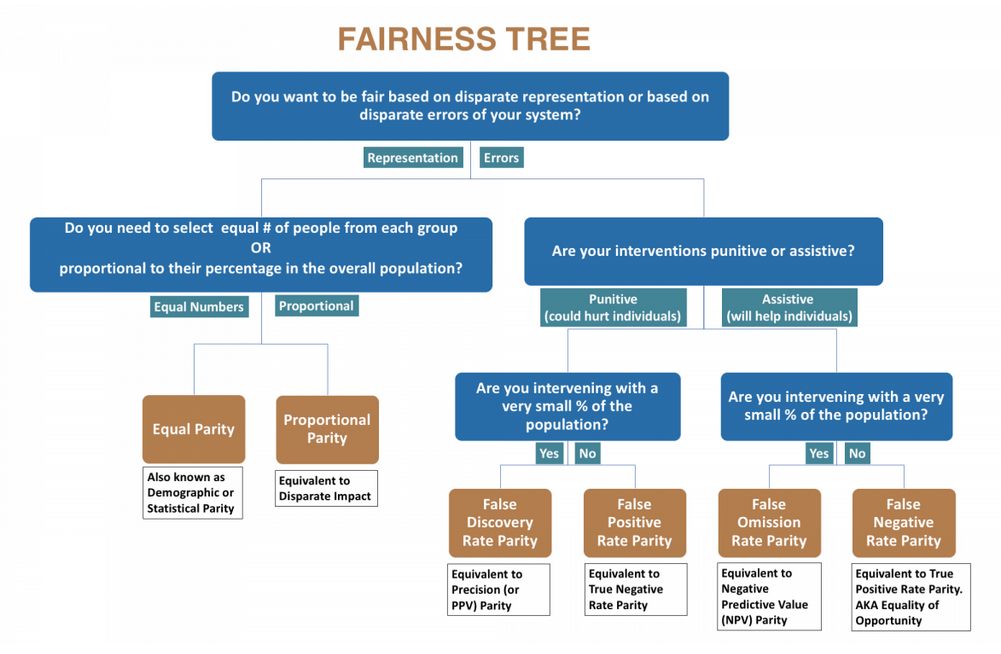 FAIRNESS TREE
Do you want to be fair based on disparate representation or based on
disparate errors of your system?
Representation
Errors
Do you need to select equal # of people from each group
OR
proportional to their percentage in the overall population?
Are your interventions punitive or assistive?
Equal Numbers
Proportional
Punitive
(could hurt individuals)
Assistive
(will help individuals)
Are you intervening with a
very small % of the
population?
Are you intervening with a very
small % of the population?
Equal Parity
Proportional
Parity
Yes
No
Yes
No
Also known as
Demographic or
Statistical Parity
Equivalent to
Disparate Impact
False
Discovery
Rate Parity
False
Positive
Rate Parity
False
Omission
Rate Parity
False
Negative
Rate Parity
Equivalent to
Precision (or
PPV) Parity
Equivalent to
True Negative
Rate Parity
Equivalent to
Negative
Predictive Value
(NPV) Parity
Equivalent to True
Positive Rate Parity.
AKA Equality of
Opportunity